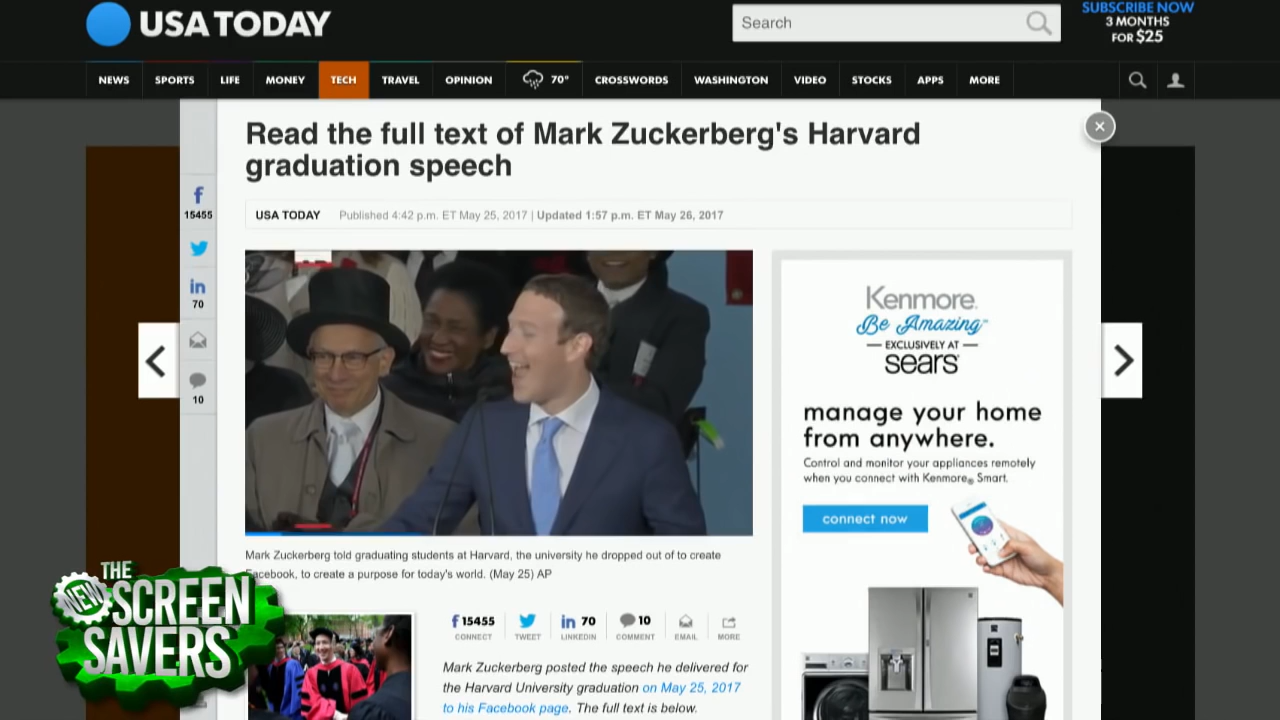 USA TODAY
Search
SUBSCRIBE NOW
3 MONTHS
FOR $25
NEWS SPORTS LIFE MONEY TECH TRAVEL OPINION 70° CROSSWORDS WASHINGTON VIDEO STOCKS APPS MORE
Read the full text of Mark Zuckerberg's Harvard
graduation speech
USA TODAY Published 4:42 p.m. ET May 25, 2017 | Updated 1:57 p.m. ET May 26, 2017
15455
70
10
Mark Zuckerberg told graduating students at Harvard, the university he dropped out of to create
Facebook, to create a purpose for today's world. (May 25) AP
15455 70 10
CONNECT TWEET LINKEDIN COMMENT EMAIL MORE
Mark Zuckerberg posted the speech he delivered for
the Harvard University graduation on May 25, 2017
to his Facebook page. The full text is below.
Kenmore
Be Amazing™
EXCLUSIVELY AT
sears
manage your home
from anywhere.
Control and monitor your appliances remotely
when you connect with Kenmore® Smart.
connect now
THE
NEW
SCREEN
SAVERS